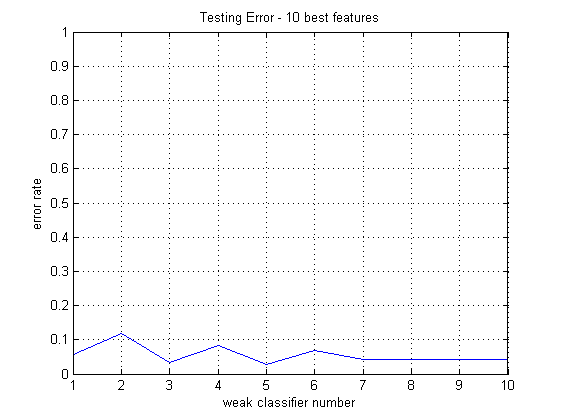 Testing Error - 10 best features
1
0.9
0.8
0.7
0.6
0.5
0.4
0.3
0.2
0.1
0
error rate
1 2 3 4 5 6 7 8 9 10
weak classifier number